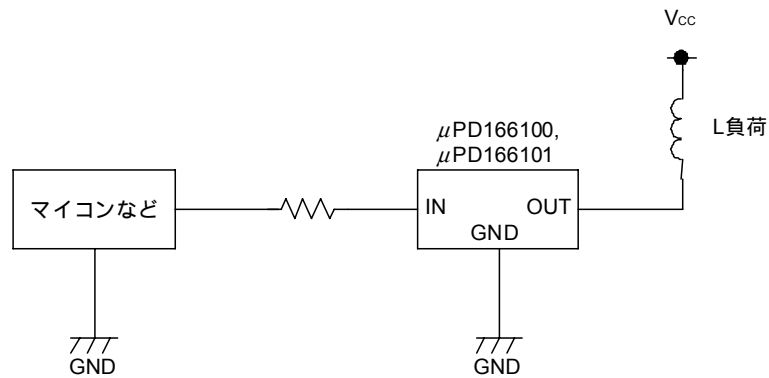 Vcc
L負荷
μPD166100,
μPD166101
マイコンなど
IN
OUT
GND
GND
GND